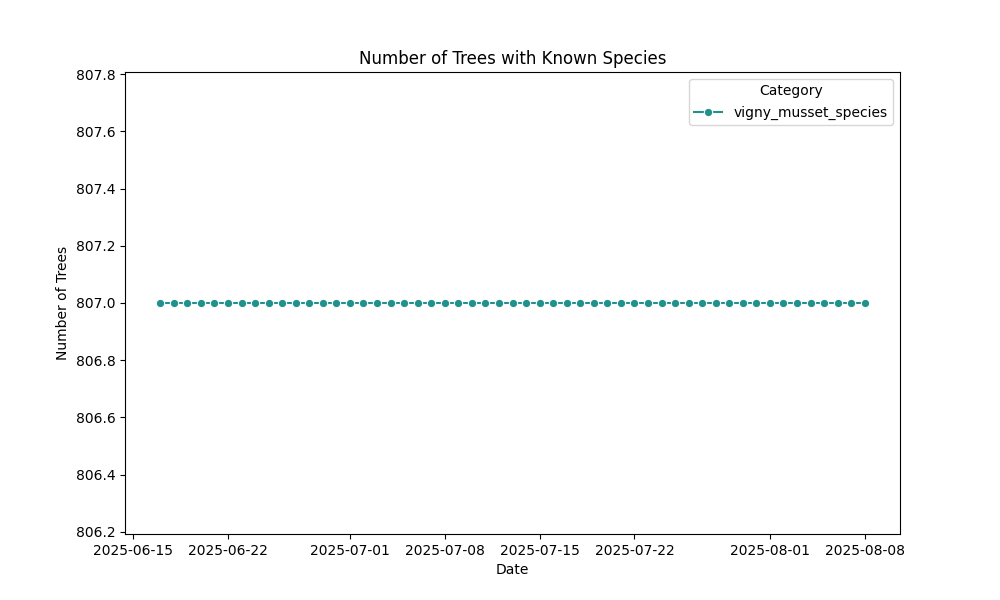 Number of Trees with Known Species
Category
vigny_musset_species
Number of Trees
807.8
807.6
807.4
807.2
807.0
806.8
806.6
806.4
806.2
2025-06-15 2025-06-22 2025-07-01 2025-07-08 2025-07-15 2025-07-22 2025-08-01 2025-08-08
Date